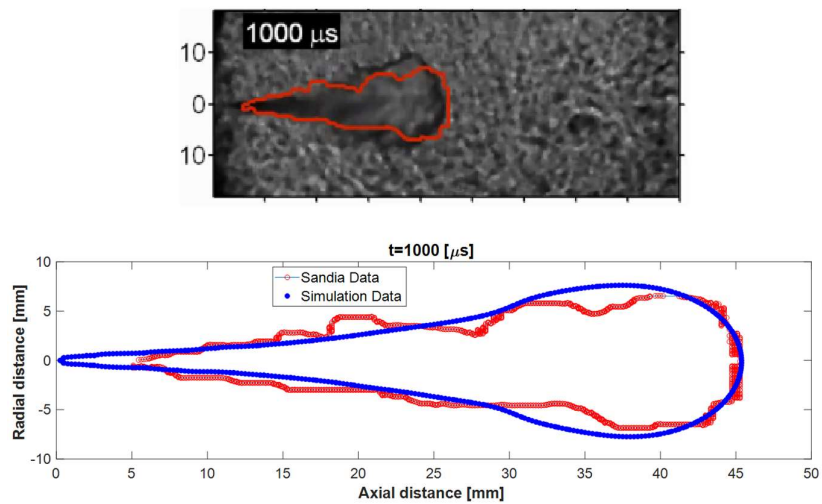 1000 μs
10
0
10
t=1000 [μs]
Sandia Data
Simulation Data
10
5
0
-5
-10
Radial distance [mm]
0 5 10 15 20 25 30 35 40 45 50
Axial distance [mm]